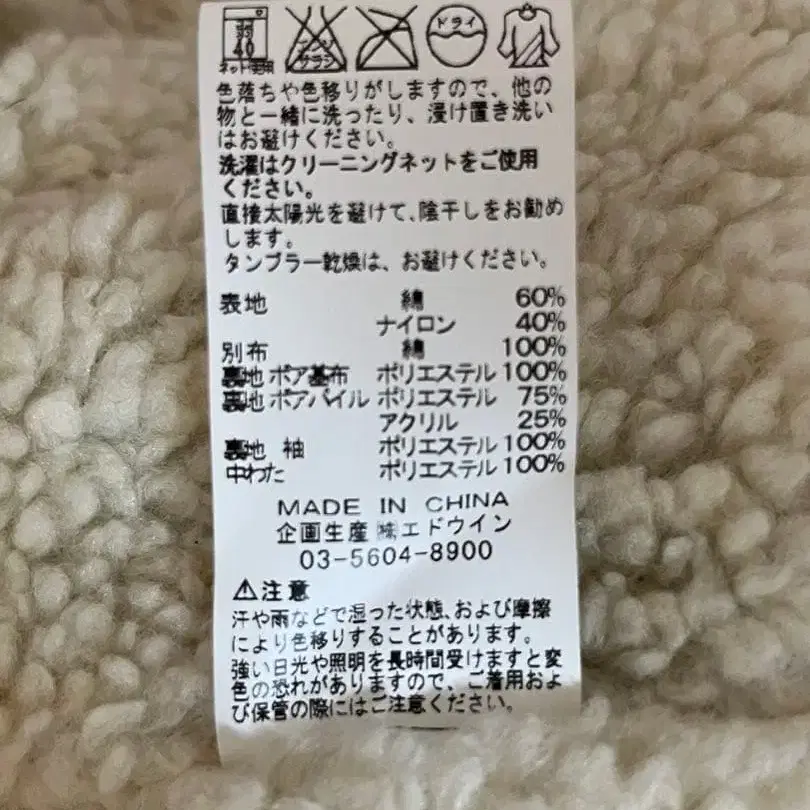 弱
40
ネット使用
エンソ
サラシ
ドライ
色落ちや色移りがしますので、他の
物と一緒に洗ったり、浸け置き洗い
はお避けください。
洗濯はクリーニングネットをご使用
ください。
直接太陽光を避けて、陰干しをお勧め
します。
タンブラー乾燥は、お避けください。
表地 綿 60%
ナイロン 40%
別布 綿 100%
裏地 ボア基布 ポリエステル 100%
裏地 ボアパイル ポリエステル 75%
アクリル 25%
裏地 袖 ポリエステル 100%
中わた ポリエステル 100%
MADE IN CHINA
企画生産 ㈱エドウイン
03-5604-8900
⚠注意
汗や雨などで湿った状態、および摩擦
により色移りすることがあります。
強い日光や照明を長時間受けますと変
色の恐れがありますので、ご着用およ
び保管の際にはご注意ください。